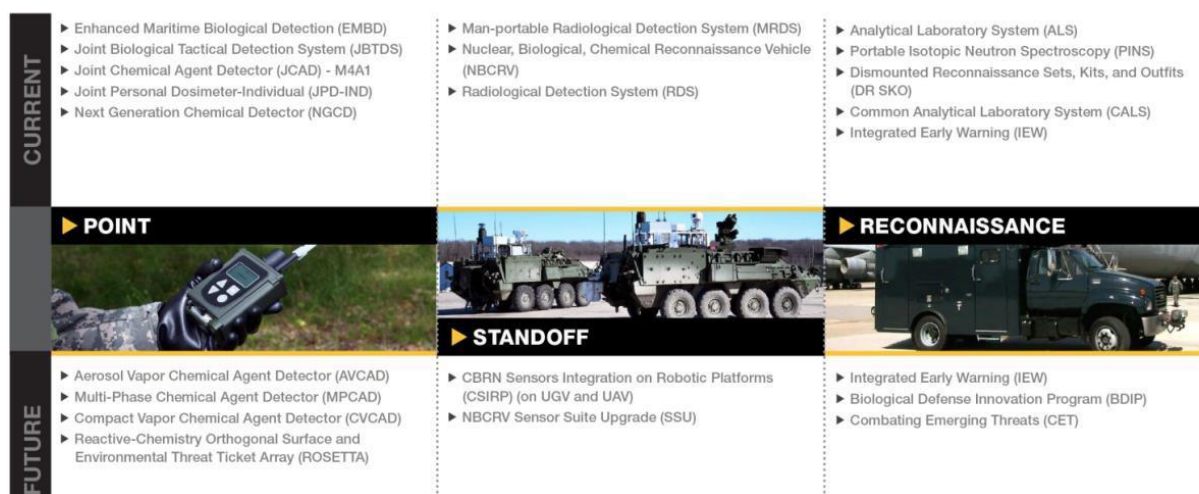 CURRENT
▶ Enhanced Maritime Biological Detection (EMBD)
▶ Joint Biological Tactical Detection System (JBTDS)
▶ Joint Chemical Agent Detector (JCAD) - M4A1
▶ Joint Personal Dosimeter-Individual (JPD-IND)
▶ Next Generation Chemical Detector (NGCD)
▶ Man-portable Radiological Detection System (MRDS)
▶ Nuclear, Biological, Chemical Reconnaissance Vehicle
(NBCRV)
▶ Radiological Detection System (RDS)
▶ Analytical Laboratory System (ALS)
▶ Portable Isotopic Neutron Spectroscopy (PINS)
▶ Dismounted Reconnaissance Sets, Kits, and Outfits
(DR SKO)
▶ Common Analytical Laboratory System (CALS)
▶ Integrated Early Warning (IEW)
▶ POINT
▶ STANDOFF
▶ RECONNAISSANCE
FUTURE
▶ Aerosol Vapor Chemical Agent Detector (AVCAD)
▶ Multi-Phase Chemical Agent Detector (MPCAD)
▶ Compact Vapor Chemical Agent Detector (CVCAD)
▶ Reactive-Chemistry Orthogonal Surface and
Environmental Threat Ticket Array (ROSETTA)
▶ CBRN Sensors Integration on Robotic Platforms
(CSIRP) (on UGV and UAV)
▶ NBCRV Sensor Suite Upgrade (SSU)
▶ Integrated Early Warning (IEW)
▶ Biological Defense Innovation Program (BDIP)
▶ Combating Emerging Threats (CET)